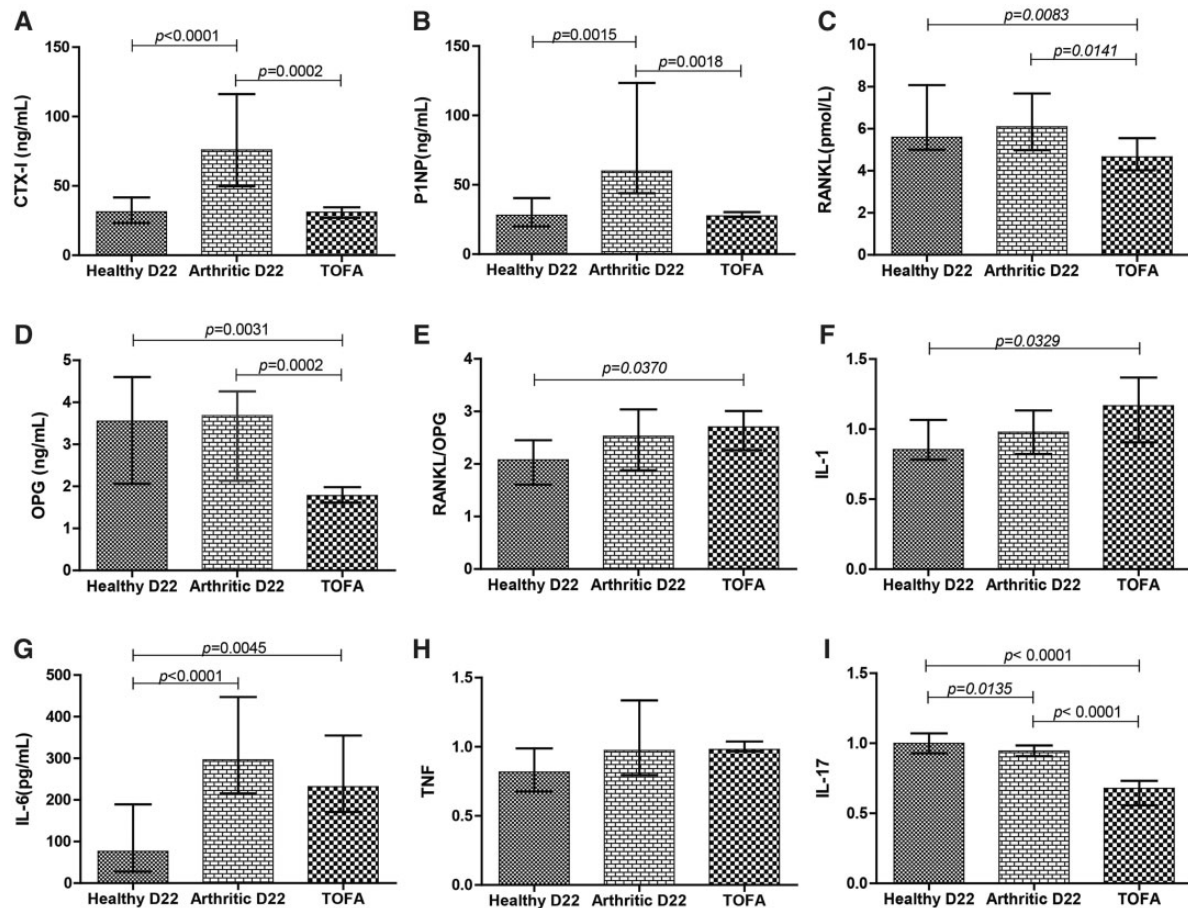 A
p<0.0001
p=0.0002
CTX-I (ng/mL)
150
100
50
0
Healthy D22 Arthritic D22 TOFA
B
p=0.0015
p=0.0018
P1NP(ng/mL)
150
100
50
0
Healthy D22 Arthritic D22 TOFA
C
p=0.0083
p=0.0141
RANKL(pmol/L)
10
8
6
4
2
0
Healthy D22 Arthritic D22 TOFA
D
p=0.0031
p=0.0002
OPG (ng/mL)
5
4
3
2
1
0
Healthy D22 Arthritic D22 TOFA
E
p=0.0370
RANKL/OPG
4
3
2
1
0
Healthy D22 Arthritic D22 TOFA
F
p=0.0329
IL-1
1.5
1.0
0.5
0.0
Healthy D22 Arthritic D22 TOFA
G
p=0.0045
p<0.0001
IL-6(pg/mL)
500
400
300
200
100
0
Healthy D22 Arthritic D22 TOFA
H
TNF
1.5
1.0
0.5
0.0
Healthy D22 Arthritic D22 TOFA
I
p< 0.0001
p=0.0135
p< 0.0001
IL-17
1.5
1.0
0.5
0.0
Healthy D22 Arthritic D22 TOFA